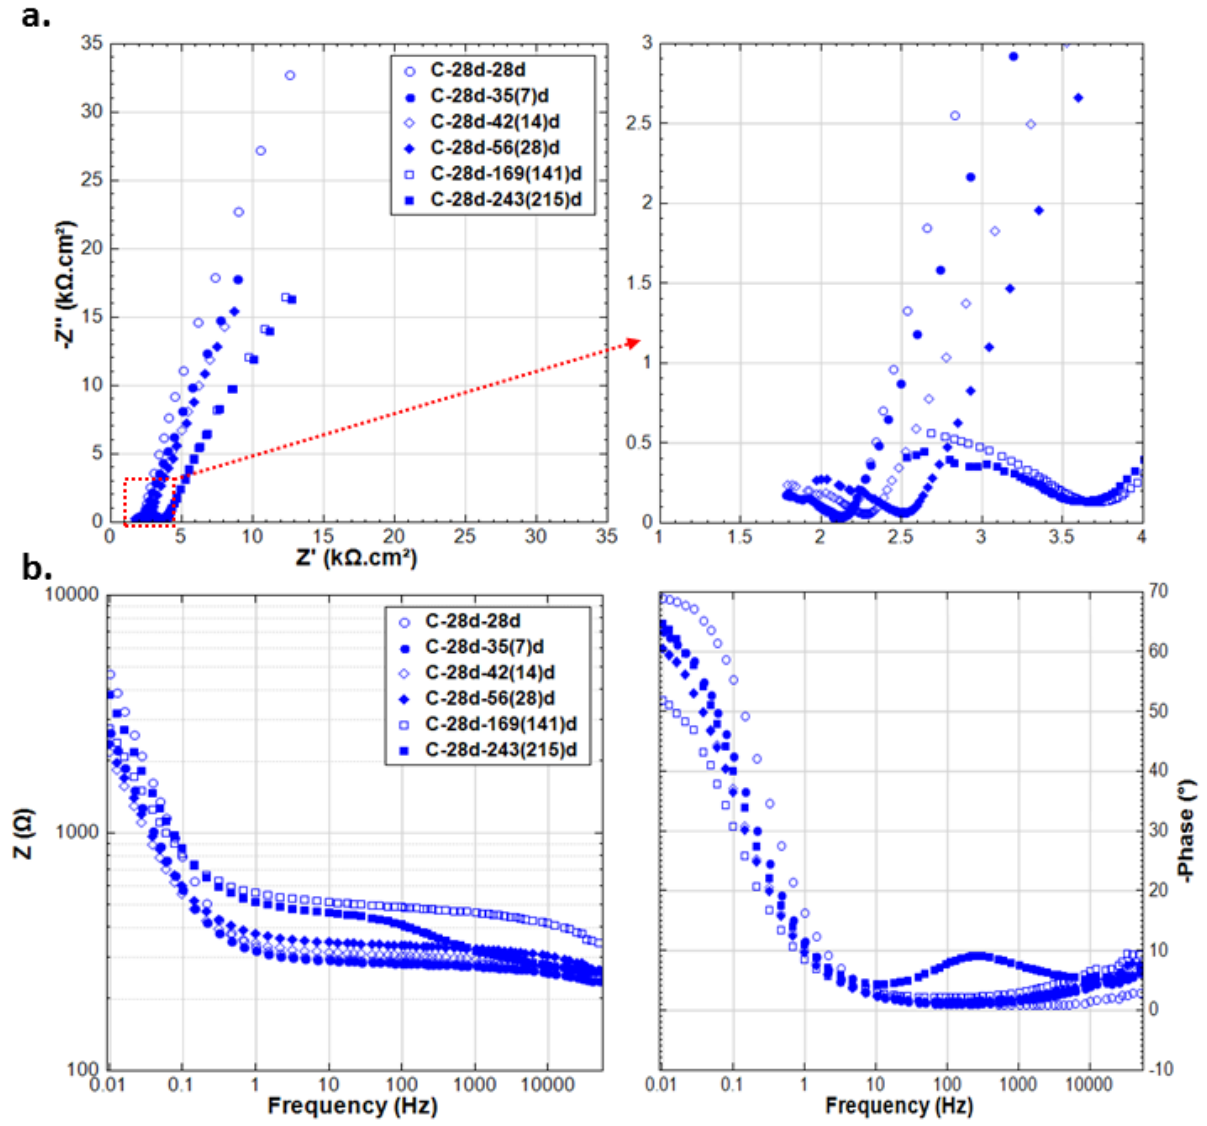 a.
35
30
25
20
15
10
5
0
-Z'' (kΩ.cm²)
C-28d-28d
C-28d-35(7)d
C-28d-42(14)d
C-28d-56(28)d
C-28d-169(141)d
C-28d-243(215)d
0 5 10 15 20 25 30 35
Z' (kΩ.cm²)
3
2.5
2
1.5
1
0.5
0
1 1.5 2 2.5 3 3.5 4
b.
10000
1000
100
Z (Ω)
C-28d-28d
C-28d-35(7)d
C-28d-42(14)d
C-28d-56(28)d
C-28d-169(141)d
C-28d-243(215)d
0.01 0.1 1 10 100 1000 10000
Frequency (Hz)
70
60
50
40
30
20
10
0
-10
-Phase (°)
0.01 0.1 1 10 100 1000 10000
Frequency (Hz)